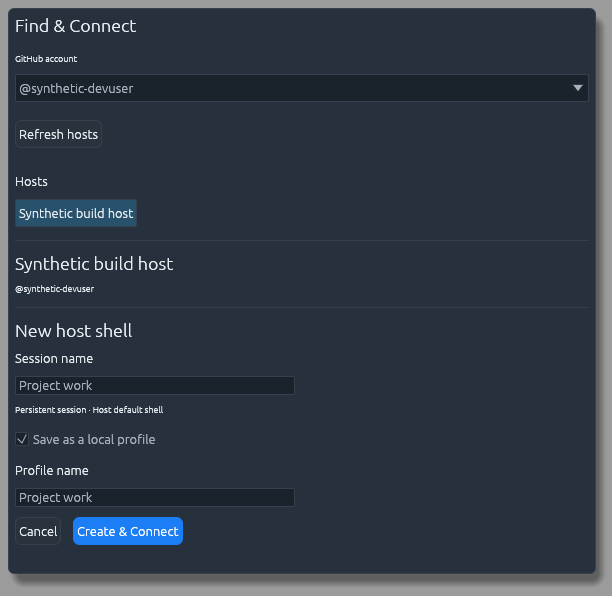 Find & Connect
GitHub account
@synthetic-devuser
Refresh hosts
Hosts
Synthetic build host
Synthetic build host
@synthetic-devuser
New host shell
Session name
Project work
Persistent session · Host default shell
Save as a local profile
Profile name
Project work
Cancel
Create & Connect